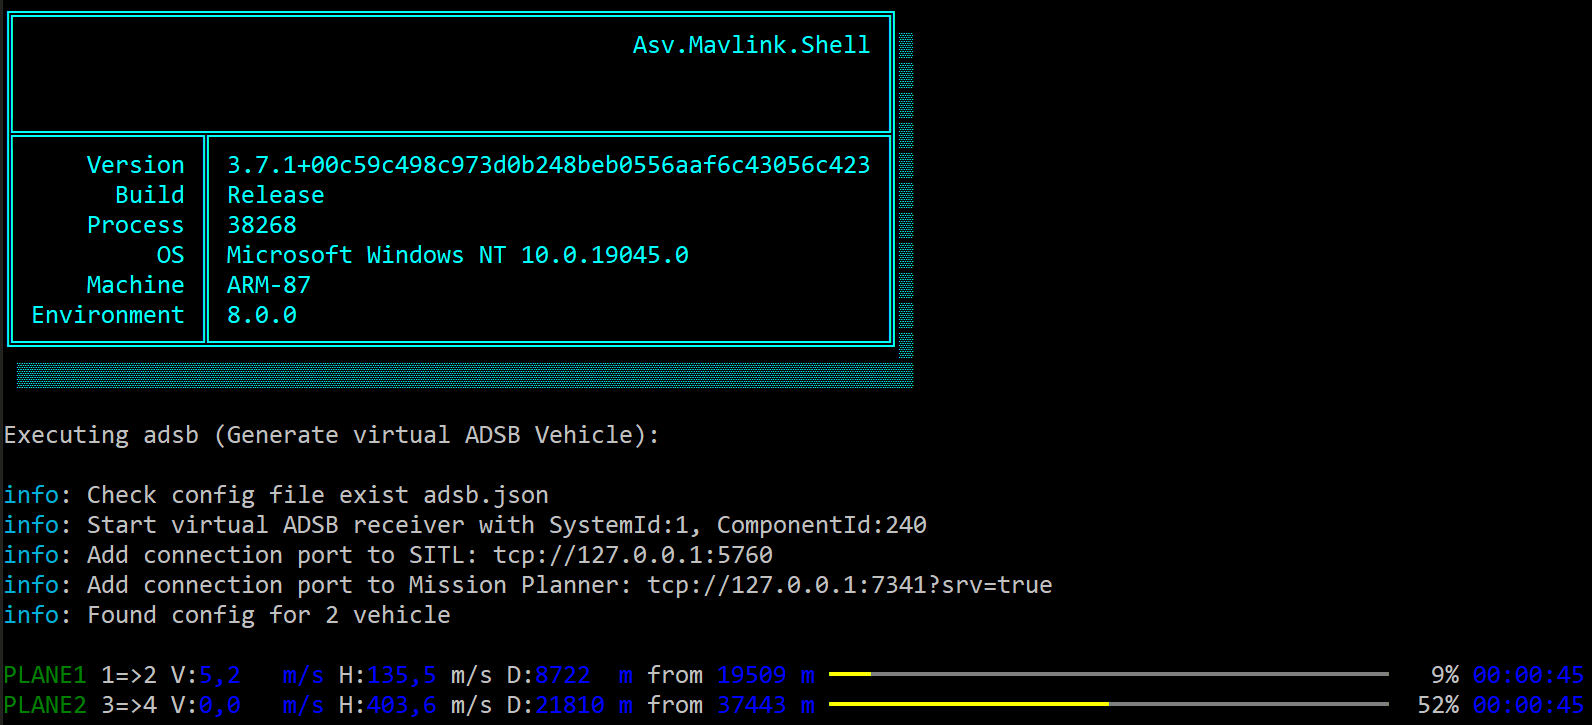 Asv.Mavlink.Shell
Version 3.7.1+00c59c498c973d0b248beb0556aaf6c43056c423
Build Release
Process 38268
OS Microsoft Windows NT 10.0.19045.0
Machine ARM-87
Environment 8.0.0
Executing adsb (Generate virtual ADSB Vehicle):
info: Check config file exist adsb.json
info: Start virtual ADSB receiver with SystemId:1, ComponentId:240
info: Add connection port to SITL: tcp://127.0.0.1:5760
info: Add connection port to Mission Planner: tcp://127.0.0.1:7341?srv=true
info: Found config for 2 vehicle
PLANE1 1=>2 V:5,2 m/s H:135,5 m/s D:8722 m from 19509 m 9% 00:00:45
PLANE2 3=>4 V:0,0 m/s H:403,6 m/s D:21810 m from 37443 m 52% 00:00:45